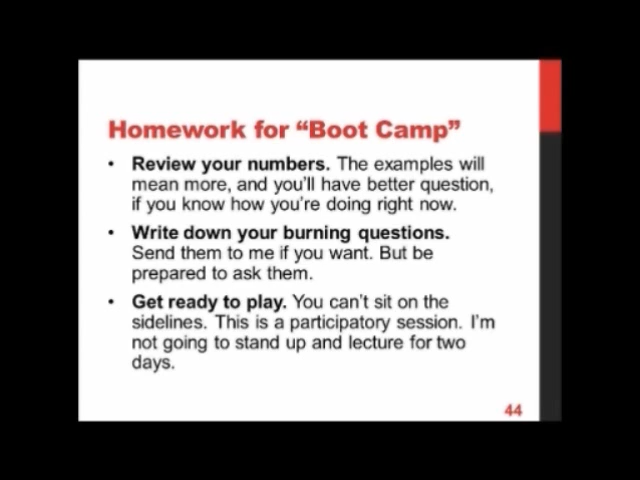 Homework for “Boot Camp”
• Review your numbers. The examples will
mean more, and you’ll have better question,
if you know how you’re doing right now.
• Write down your burning questions.
Send them to me if you want. But be
prepared to ask them.
• Get ready to play. You can’t sit on the
sidelines. This is a participatory session. I’m
not going to stand up and lecture for two
days.
44